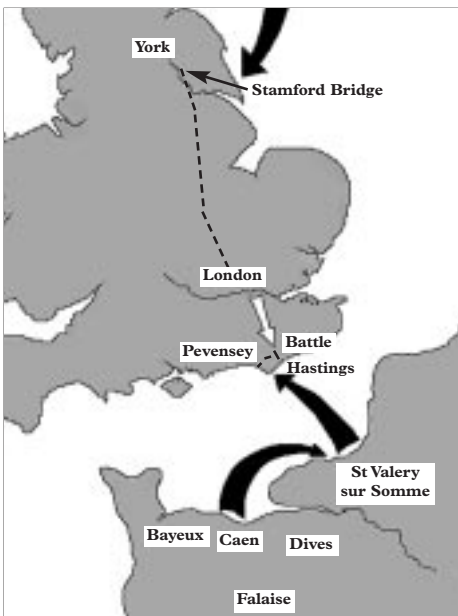 York
Stamford Bridge
London
Battle
Pevensey
Hastings
St Valery
sur Somme
Bayeux
Caen
Dives
Falaise